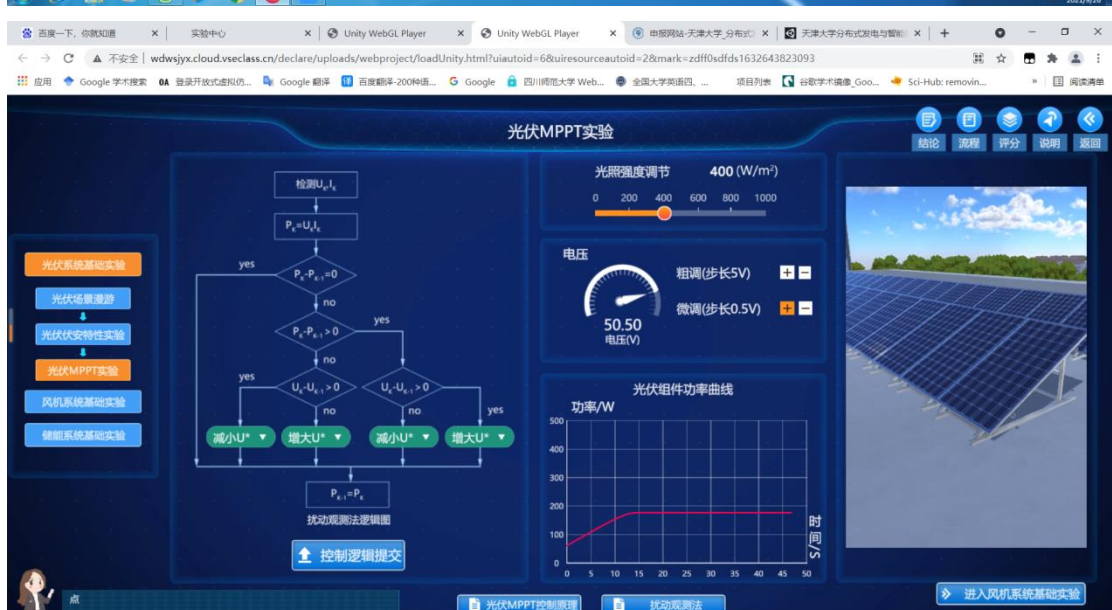 2021/9/26
百度一下，你就知道
实验中心
Unity WebGL Player
Unity WebGL Player
申报网站-天津大学_分布式
天津大学分布式发电与智能
不安全 | wdwsjyx.cloud.vseclass.cn/declare/uploads/webproject/loadUnity.html?uiautoid=6&uiresourceautoid=2&mark=zdff0sdfds1632643823093
应用
Google 学术搜索
OA 登录开放式虚拟仿...
Google 翻译
百度翻译-200种语...
Google
四川师范大学 Web...
全国大学英语四、...
项目列表
谷歌学术镜像_Goo...
Sci-Hub: removin...
»
阅读清单
光伏MPPT实验
结论
流程
评分
说明
返回
光伏系统基础实验
光伏场景漫游
光伏伏安特性实验
光伏MPPT实验
风机系统基础实验
储能系统基础实验
检测UK,IK
PK=UKIK
yes
PK-PK-1=0
no
PK-PK-1 > 0
yes
no
yes
UK-UK-1 > 0
UK-UK-1 > 0
no
no
yes
减小U* ▼
增大U* ▼
减小U* ▼
增大U* ▼
PK-1=PK
扰动观测法逻辑图
控制逻辑提交
光照强度调节 400 (W/m²)
0 200 400 600 800 1000
电压
50.50
电压(V)
粗调(步长5V) + −
微调(步长0.5V) + −
光伏组件功率曲线
功率/W
500
400
300
200
100
0
0 5 10 15 20 25 30 35 40 45 50
时间/S
点
光伏MPPT控制原理
扰动观测法
进入风机系统基础实验